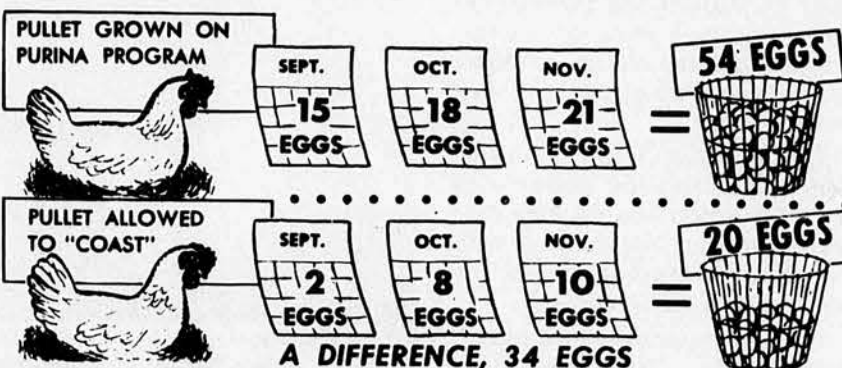 PULLET GROWN ON
PURINA PROGRAM
SEPT.
15
EGGS
OCT.
18
EGGS
NOV.
21
EGGS
=
54 EGGS
PULLET ALLOWED
TO "COAST"
SEPT.
2
EGGS
OCT.
8
EGGS
NOV.
10
EGGS
=
20 EGGS
A DIFFERENCE, 34 EGGS